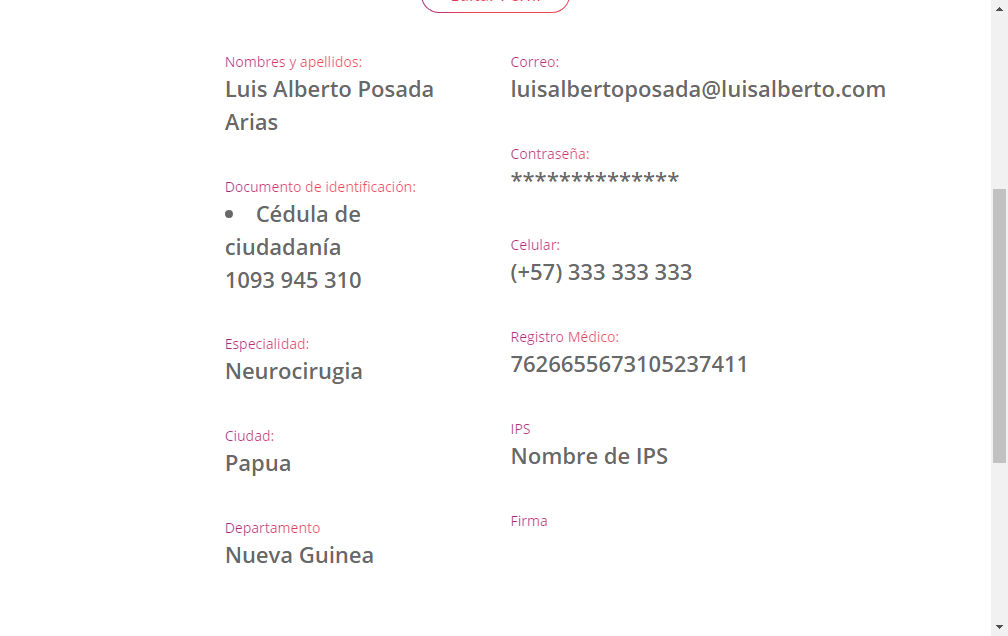 Nombres y apellidos:
Luis Alberto Posada
Arias
Documento de identificación:
• Cédula de
ciudadanía
1093 945 310
Especialidad:
Neurocirugia
Ciudad:
Papua
Departamento
Nueva Guinea
Correo:
luisalbertoposada@luisalberto.com
Contraseña:
**************
Celular:
(+57) 333 333 333
Registro Médico:
7626655673105237411
IPS
Nombre de IPS
Firma